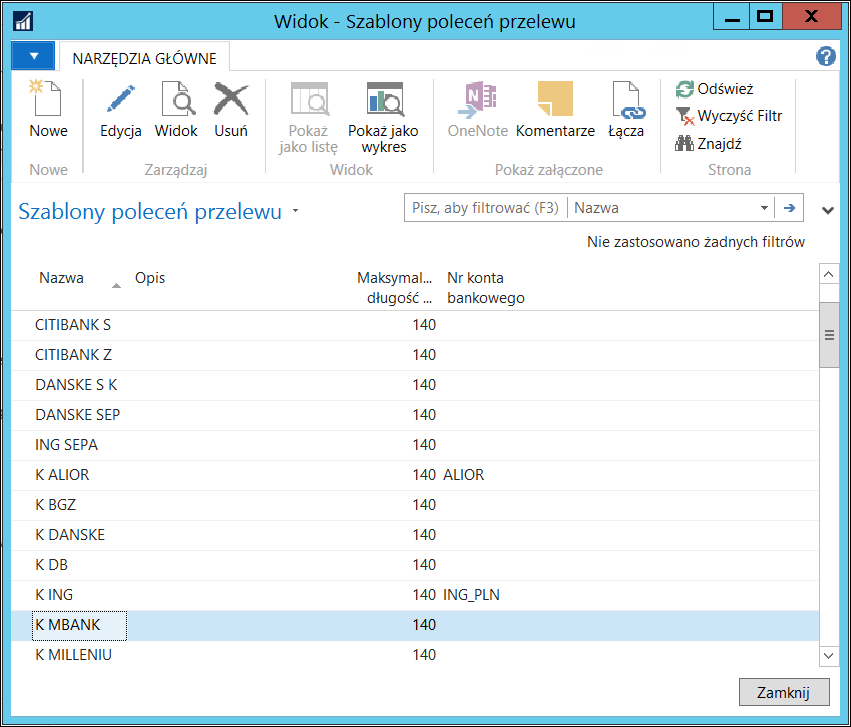 Widok - Szablony poleceń przelewu
NARZĘDZIA GŁÓWNE
Nowe
Edycja
Widok
Usuń
Pokaż
jako listę
Pokaż jako
wykres
OneNote
Komentarze
Łącza
Odśwież
Wyczyść Filtr
Znajdź
Nowe
Zarządzaj
Widok
Pokaż załączone
Strona
Szablony poleceń przelewu
Pisz, aby filtrować (F3)
Nazwa
Nie zastosowano żadnych filtrów
Nazwa
Opis
Maksymal...
długość ...
Nr konta
bankowego
CITIBANK S 140
CITIBANK Z 140
DANSKE S K 140
DANSKE SEP 140
ING SEPA 140
K ALIOR 140 ALIOR
K BGZ 140
K DANSKE 140
K DB 140
K ING 140 ING_PLN
K MBANK 140
K MILLENIU 140
Zamknij